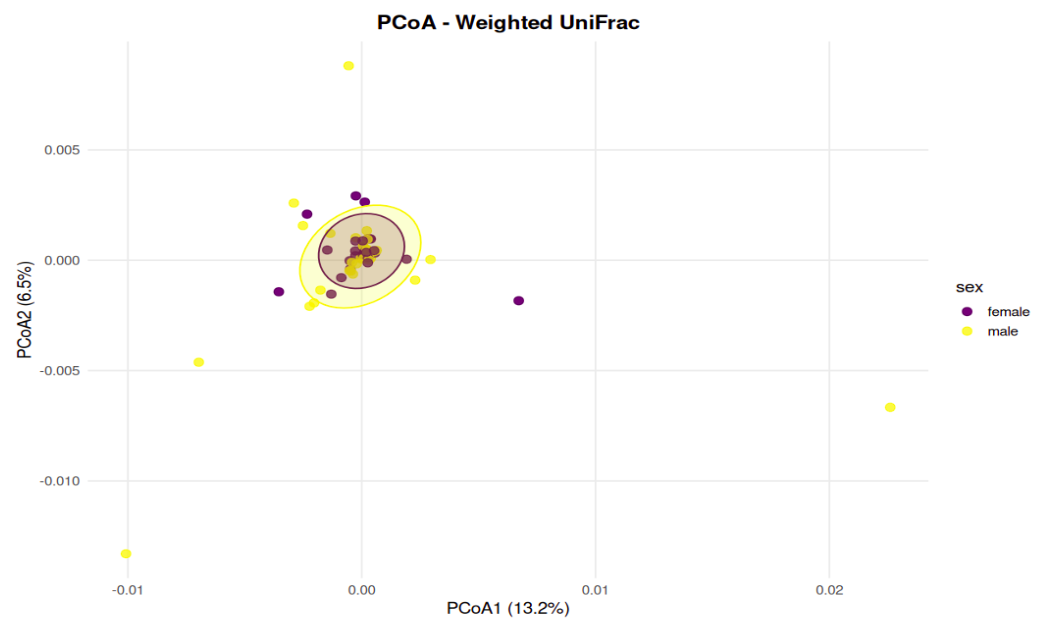 PCoA - Weighted UniFrac
0.005
0.000
-0.005
-0.010
PCoA2 (6.5%)
-0.01
0.00
0.01
0.02
PCoA1 (13.2%)
sex
female
male